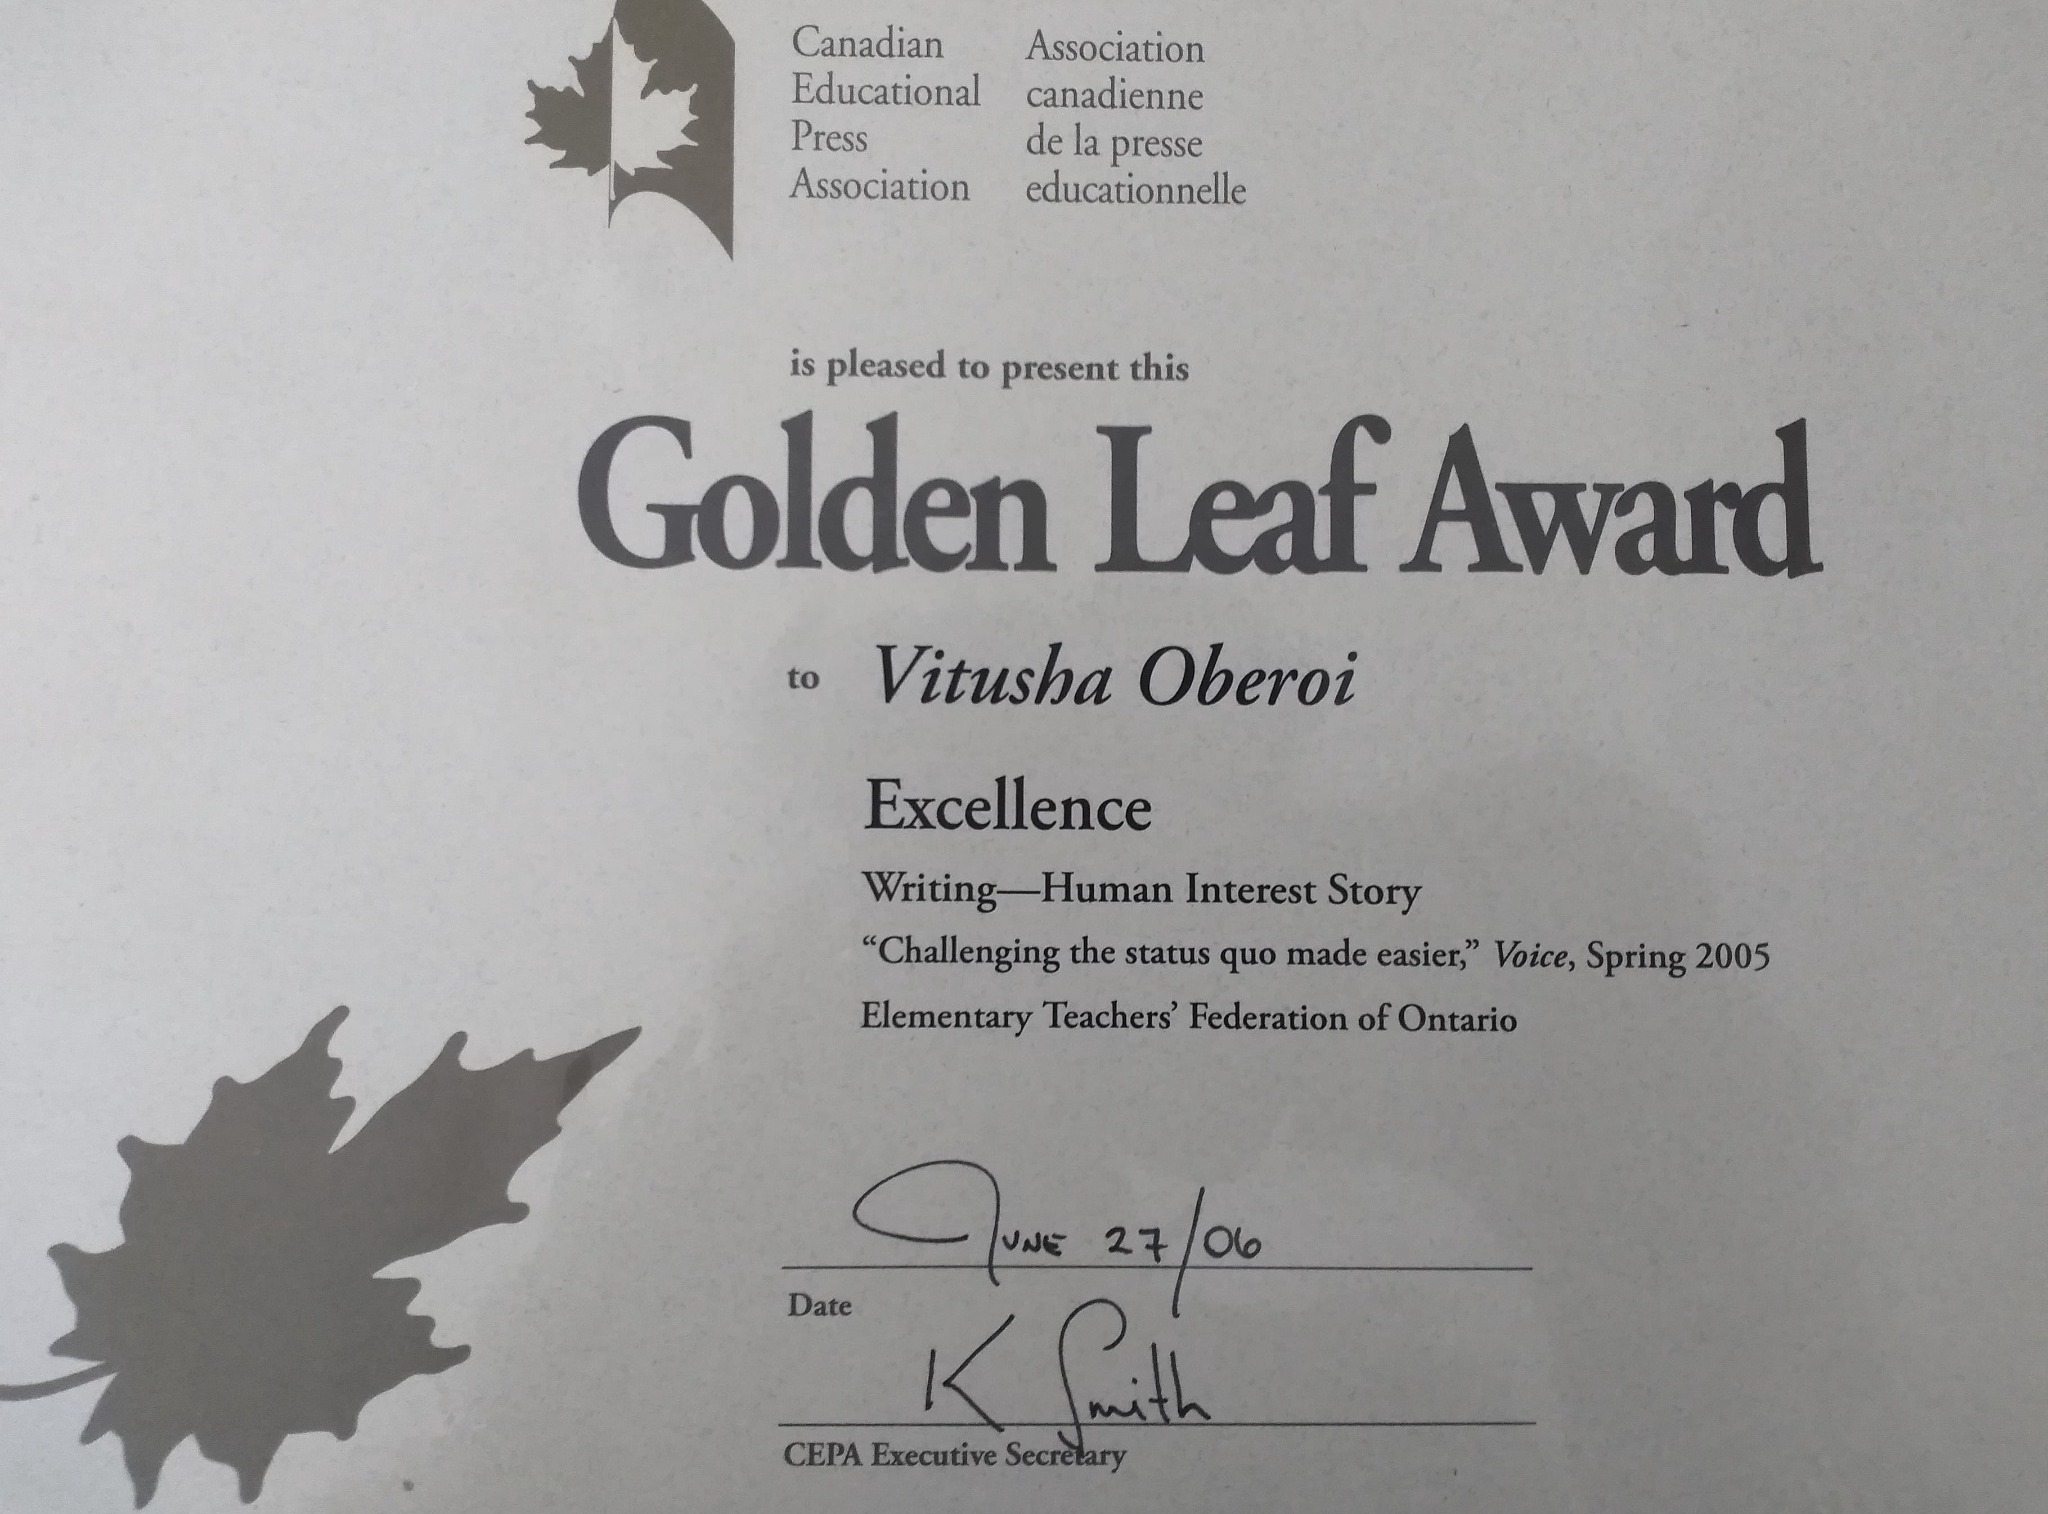 Canadian
Educational
Press
Association
Association
canadienne
de la presse
educationnelle
is pleased to present this
Golden Leaf Award
to Vitusha Oberoi
Excellence
Writing—Human Interest Story
“Challenging the status quo made easier,” Voice, Spring 2005
Elementary Teachers’ Federation of Ontario
JUNE 27/06
Date
K Smith
CEPA Executive Secretary